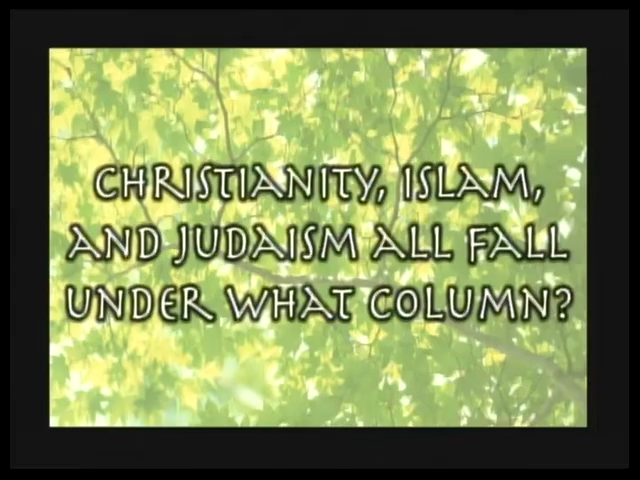 CHRISTIANITY, ISLAM,
AND JUDAISM ALL FALL
UNDER WHAT COLUMN?